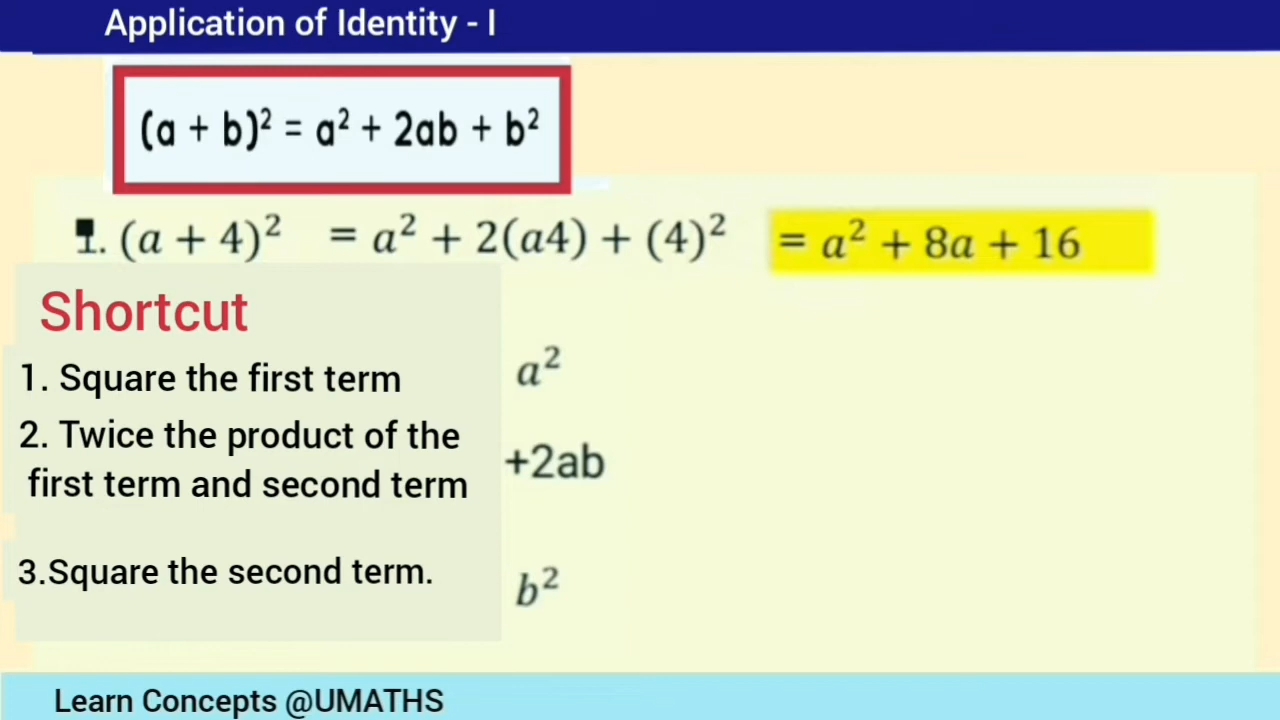 Application of Identity - I
(a + b)² = a² + 2ab + b²
1. (a + 4)² = a² + 2(a4) + (4)² = a² + 8a + 16
Shortcut
1. Square the first term a²
2. Twice the product of the
first term and second term +2ab
3.Square the second term. b²
Learn Concepts @UMATHS